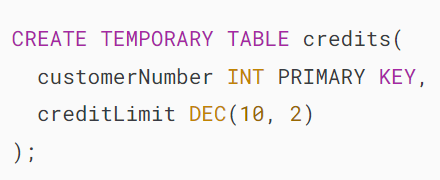 CREATE TEMPORARY TABLE credits(
  customerNumber INT PRIMARY KEY,
  creditLimit DEC(10, 2)
);